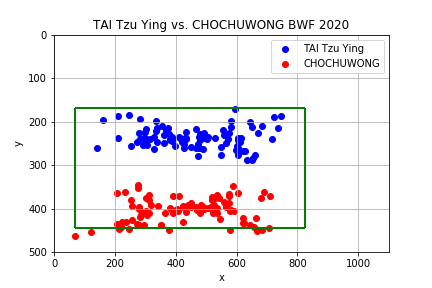 TAI Tzu Ying vs. CHOCHUWONG BWF 2020
TAI Tzu Ying
CHOCHUWONG
0
100
200
300
400
500
y
0 200 400 600 800 1000
x